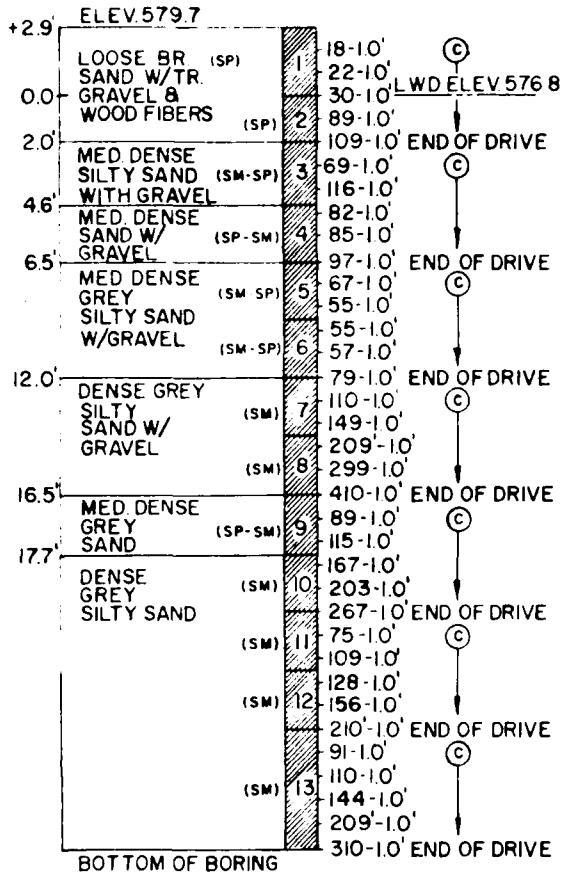 ELEV. 579.7
+2.9'
18-1.0' C
LOOSE BR. (SP) 1
SAND W/TR. 22-1.0'
GRAVEL &
0.0 30-1.0' LWD ELEV. 576.8
WOOD FIBERS 89-1.0'
(SP) 2
2.0' 109-1.0' END OF DRIVE
MED. DENSE 69-1.0' C
SILTY SAND (SM-SP) 3
WITH GRAVEL 116-1.0'
4.6' 82-1.0'
MED. DENSE
SAND W/ (SP-SM) 4 85-1.0'
GRAVEL
6.5' 97-1.0' END OF DRIVE
MED DENSE 67-1.0' C
GREY (SM-SP) 5
SILTY SAND 55-1.0'
W/GRAVEL 55-1.0'
(SM-SP) 6 57-1.0'
12.0' 79-1.0' END OF DRIVE
DENSE GREY 110-1.0' C
SILTY (SM) 7
SAND W/ 149-1.0'
GRAVEL 209'-1.0'
(SM) 8 299-1.0'
16.5' 410-1.0' END OF DRIVE
MED. DENSE 89-1.0' C
GREY (SP-SM) 9
SAND 115-1.0'
17.7' 167-1.0'
DENSE (SM) 10
GREY 203-1.0'
SILTY SAND 267-1.0' END OF DRIVE
75-1.0' C
(SM) 11
109-1.0'
128-1.0'
(SM) 12 156-1.0'
210'-1.0' END OF DRIVE
91-1.0' C
110-1.0'
(SM) 13
144-1.0'
209'-1.0'
310-1.0' END OF DRIVE
BOTTOM OF BORING